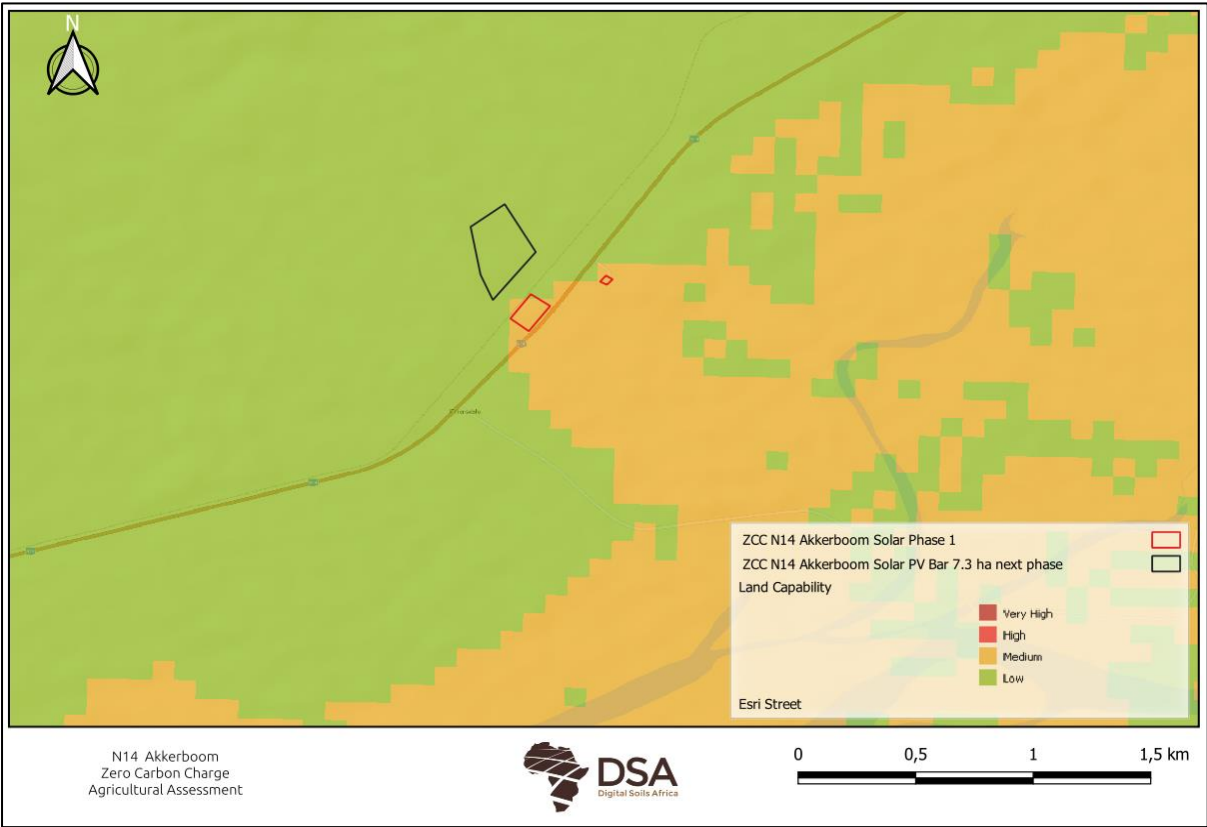 N
ZCC N14 Akkerboom Solar Phase 1
ZCC N14 Akkerboom Solar PV Bar 7.3 ha next phase
Land Capability
Very High
High
Medium
Low
Esri Street
N14 Akkerboom
Zero Carbon Charge
Agricultural Assessment
DSA
Digital Soils Africa
0 0,5 1 1,5 km